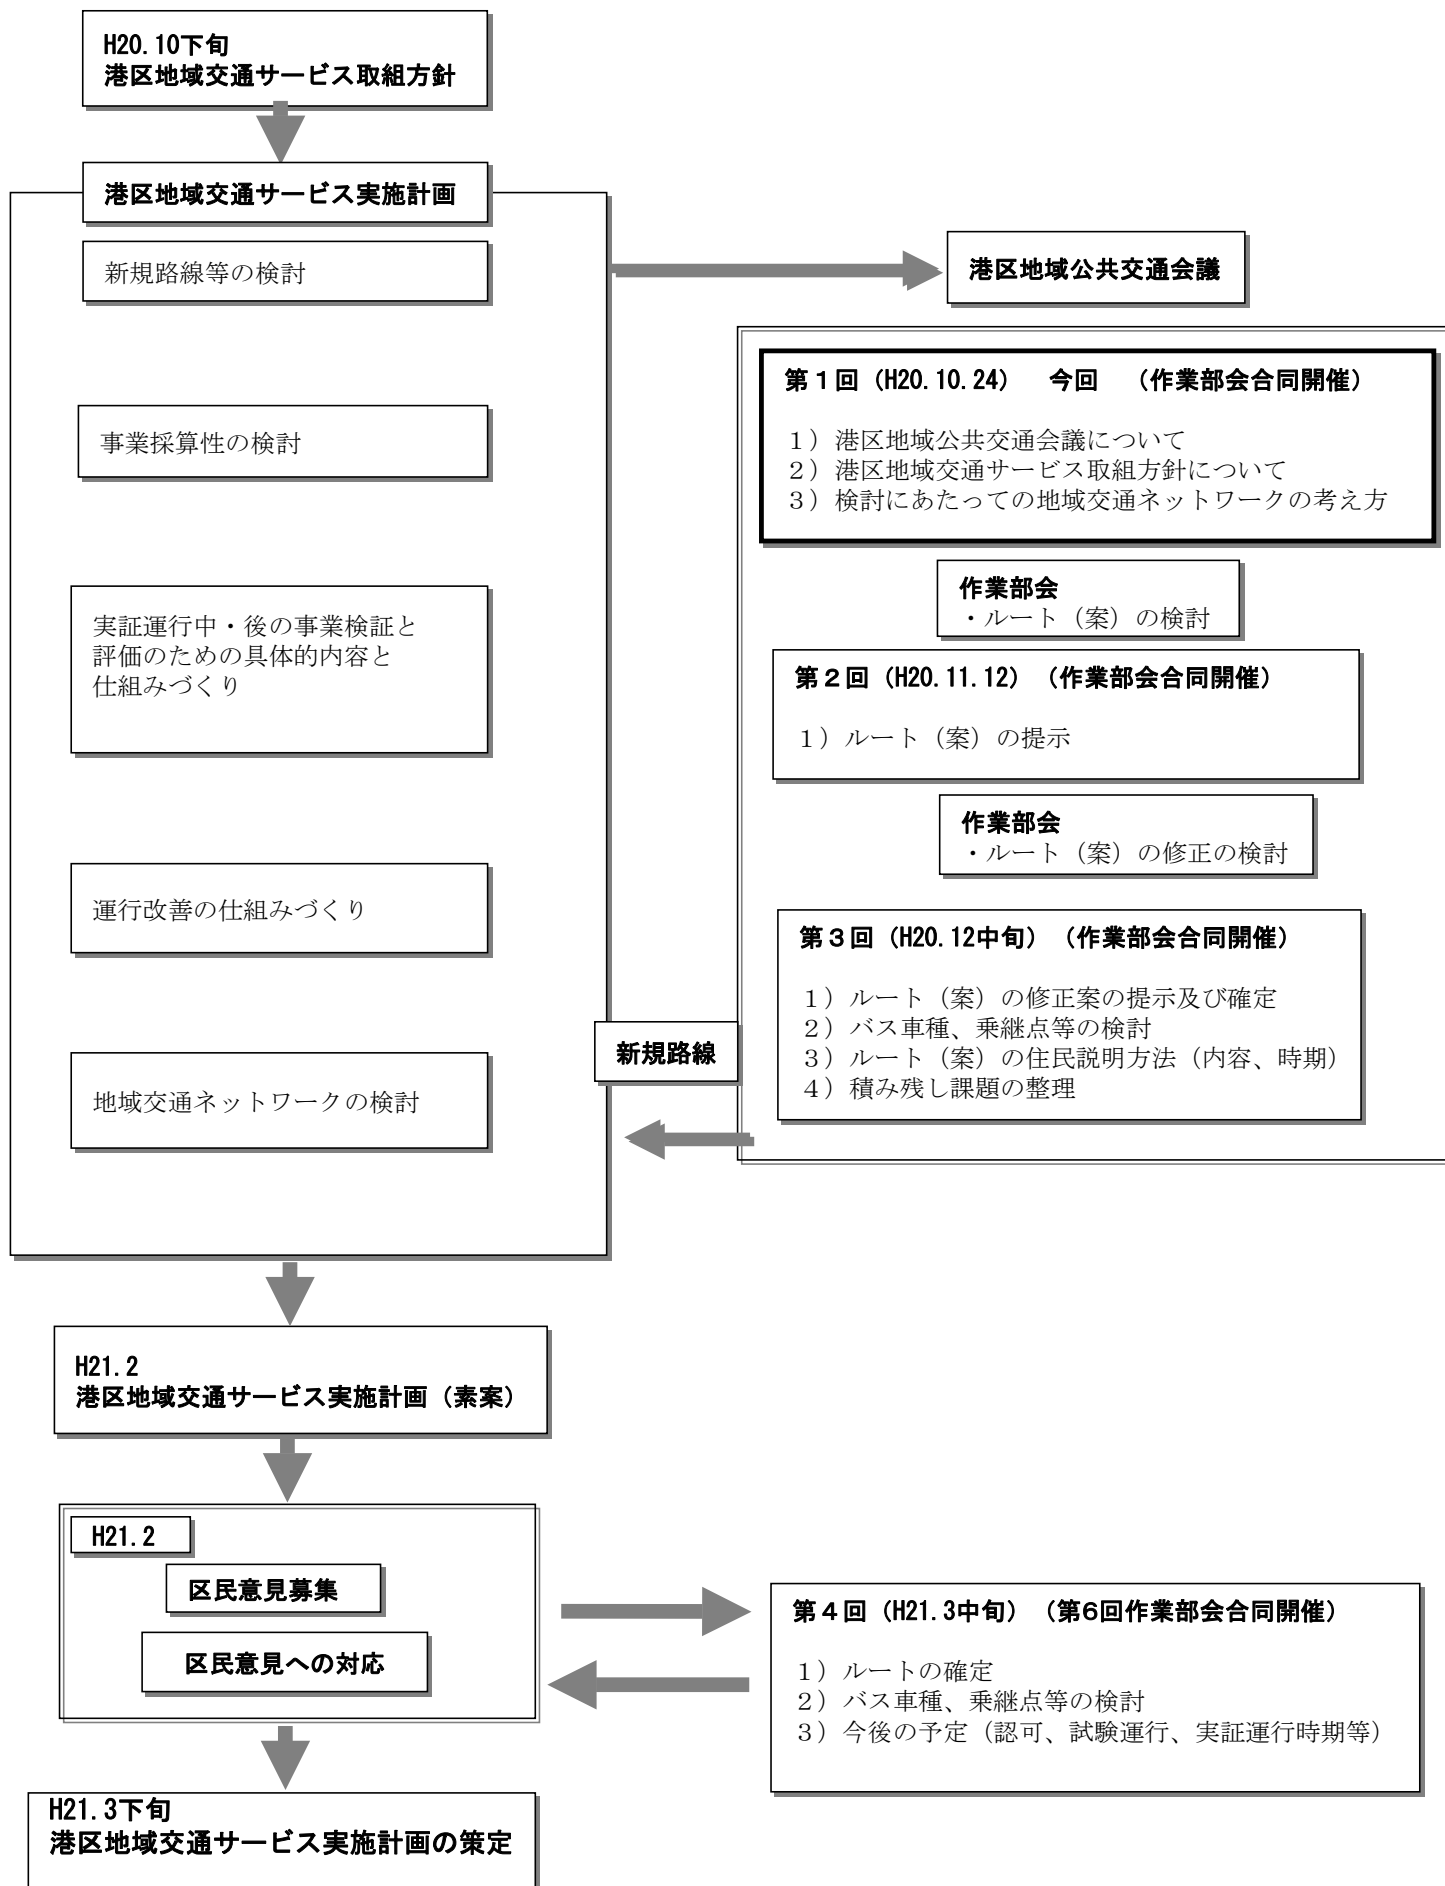 H20.10下旬
港区地域交通サービス取組方針
港区地域交通サービス実施計画
新規路線等の検討
事業採算性の検討
実証運行中・後の事業検証と
評価のための具体的内容と
仕組みづくり
運行改善の仕組みづくり
地域交通ネットワークの検討
港区地域公共交通会議
第１回（H20.10.24）　今回　（作業部会合同開催）
１）港区地域公共交通会議について
２）港区地域交通サービス取組方針について
３）検討にあたっての地域交通ネットワークの考え方
作業部会
・ルート（案）の検討
第２回（H20.11.12）（作業部会合同開催）
１）ルート（案）の提示
作業部会
・ルート（案）の修正の検討
第３回（H20.12中旬）（作業部会合同開催）
１）ルート（案）の修正案の提示及び確定
２）バス車種、乗継点等の検討
３）ルート（案）の住民説明方法（内容、時期）
４）積み残し課題の整理
新規路線
H21.2
港区地域交通サービス実施計画（素案）
H21.2
区民意見募集
区民意見への対応
第４回（H21.3中旬）（第6回作業部会合同開催）
１）ルートの確定
２）バス車種、乗継点等の検討
３）今後の予定（認可、試験運行、実証運行時期等）
H21.3下旬
港区地域交通サービス実施計画の策定